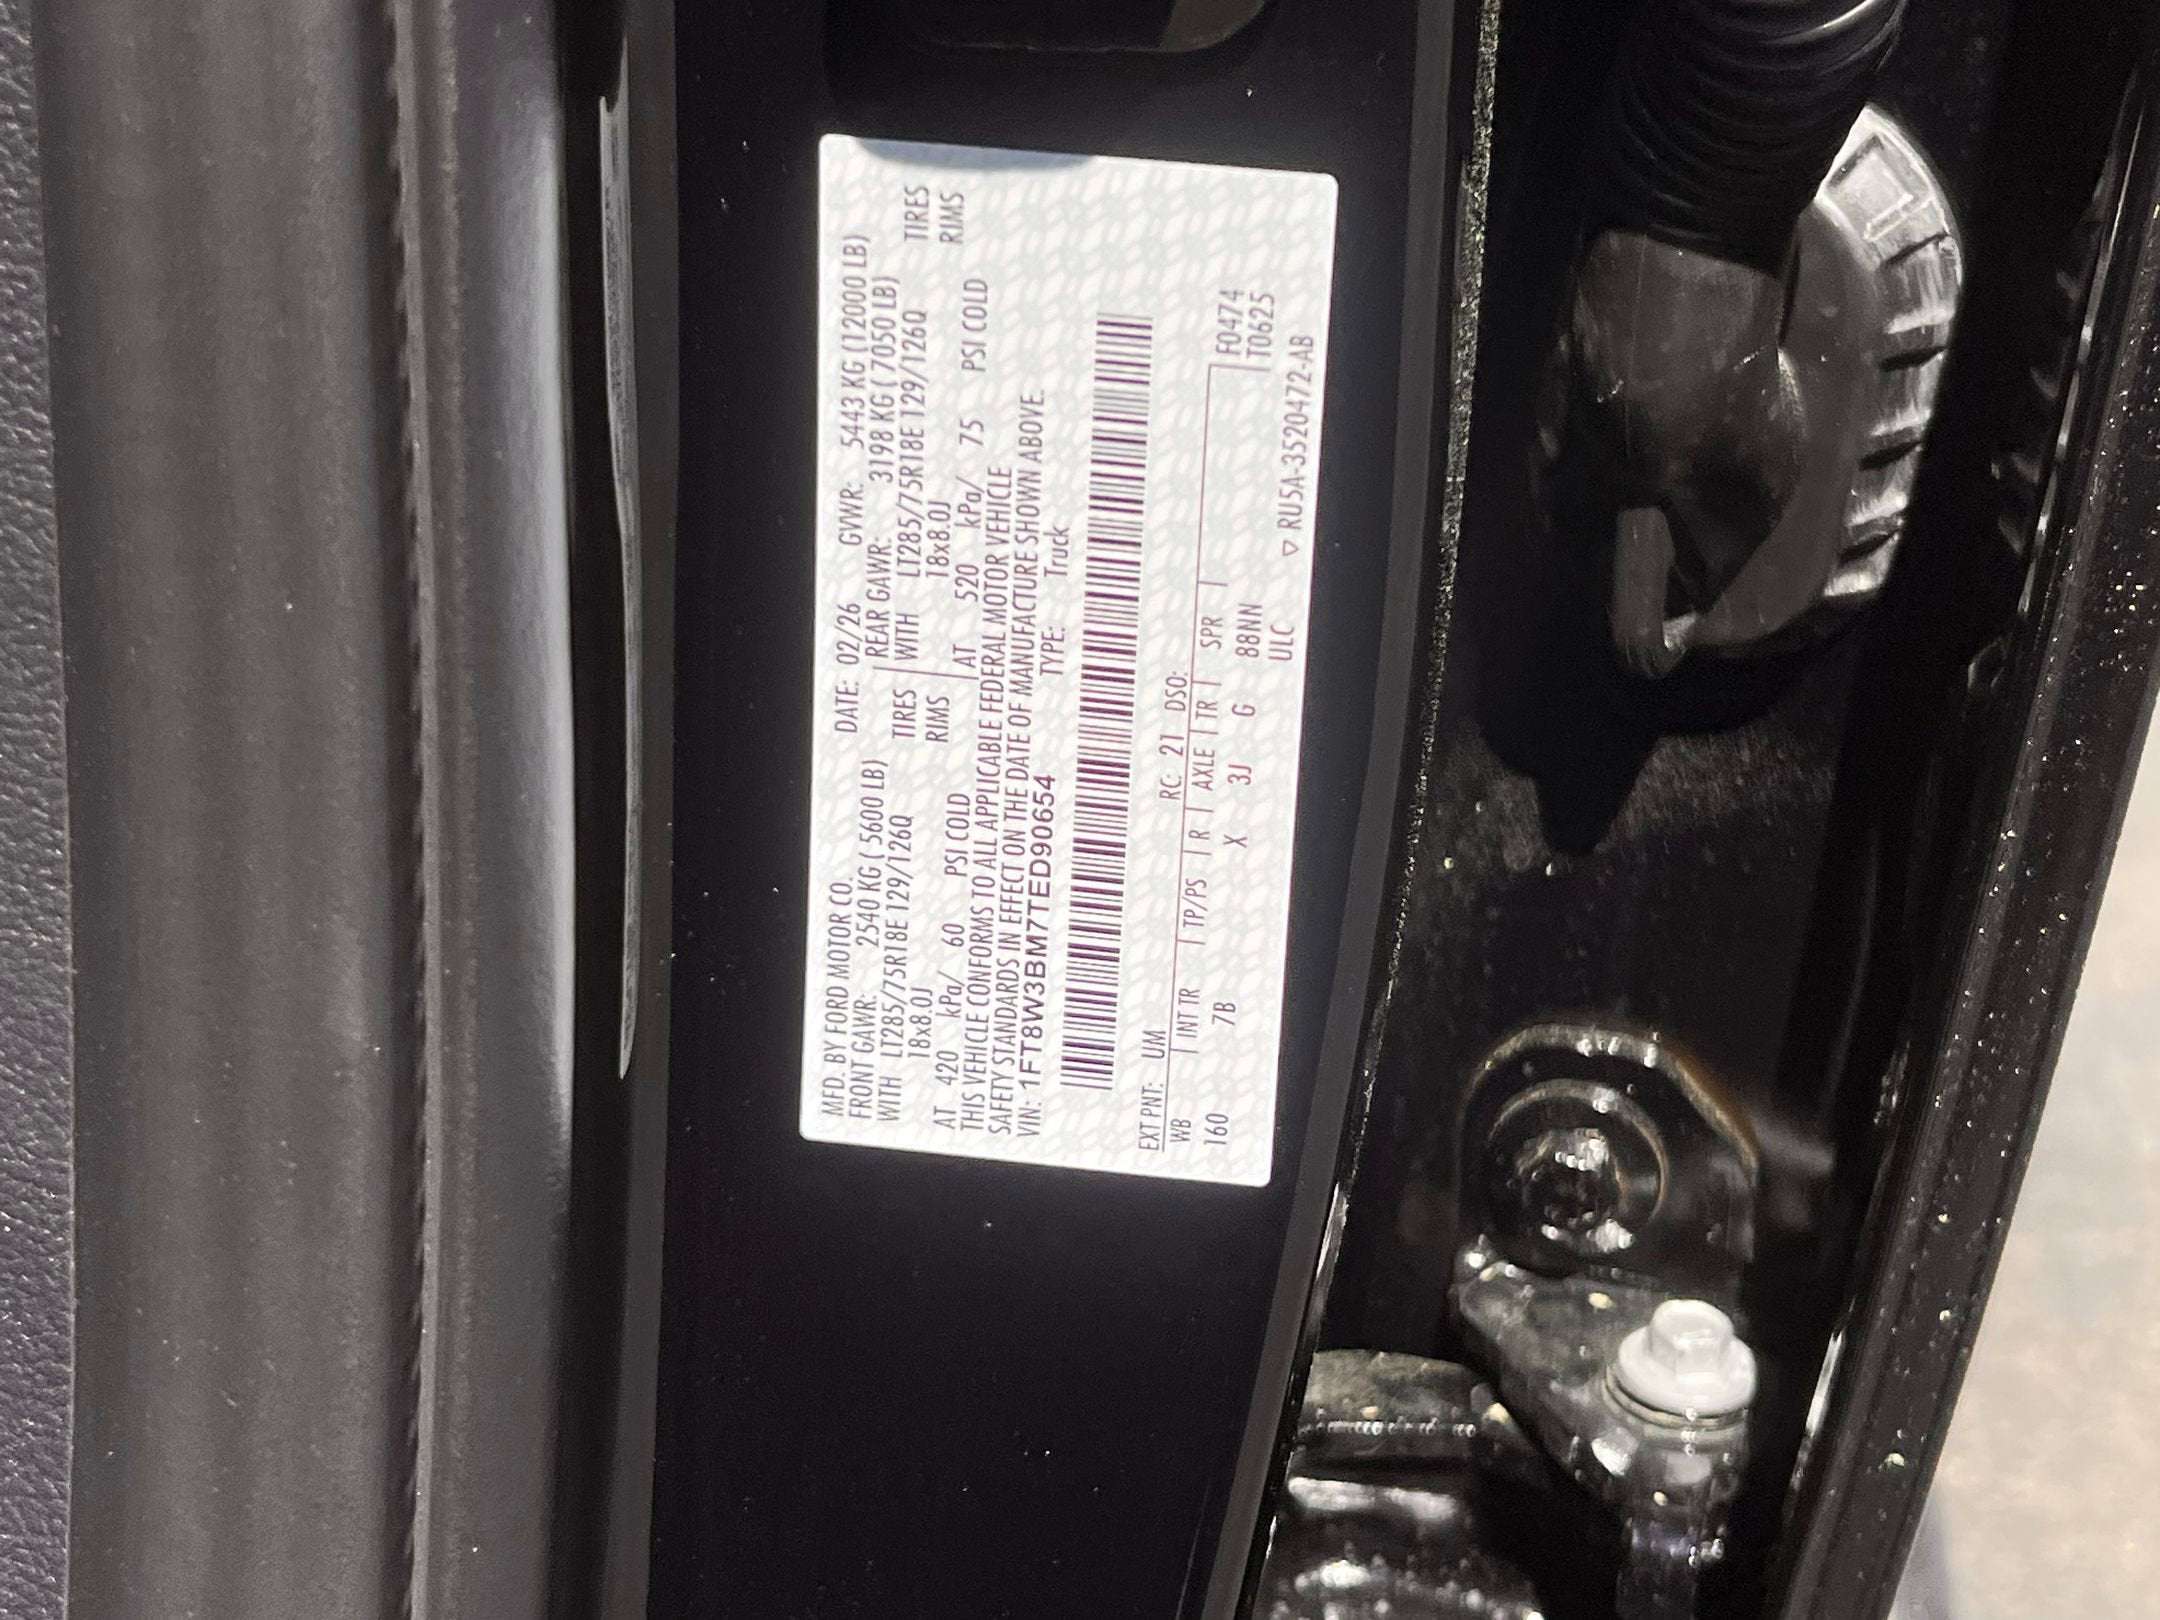 MFD. BY FORD MOTOR CO. DATE: 02/26 GVWR: 5443 KG (12000 LB)
FRONT GAWR: 2540 KG ( 5600 LB) REAR GAWR: 3198 KG ( 7050 LB)
WITH LT285/75R18E 129/126Q TIRES WITH LT285/75R18E 129/126Q TIRES
18x8.0J RIMS 18x8.0J RIMS
AT 420 kPa/ 60 PSI COLD AT 520 kPa/ 75 PSI COLD
THIS VEHICLE CONFORMS TO ALL APPLICABLE FEDERAL MOTOR VEHICLE
SAFETY STANDARDS IN EFFECT ON THE DATE OF MANUFACTURE SHOWN ABOVE.
VIN: 1FT8W3BM7TED90654 TYPE: Truck
EXT PNT: UM RC: 21 DSO:
WB INT TR TP/PS R AXLE TR SPR F0474
160 7B X 3J G 88NN T0625
ULC ▽ RU5A-3520472-AB